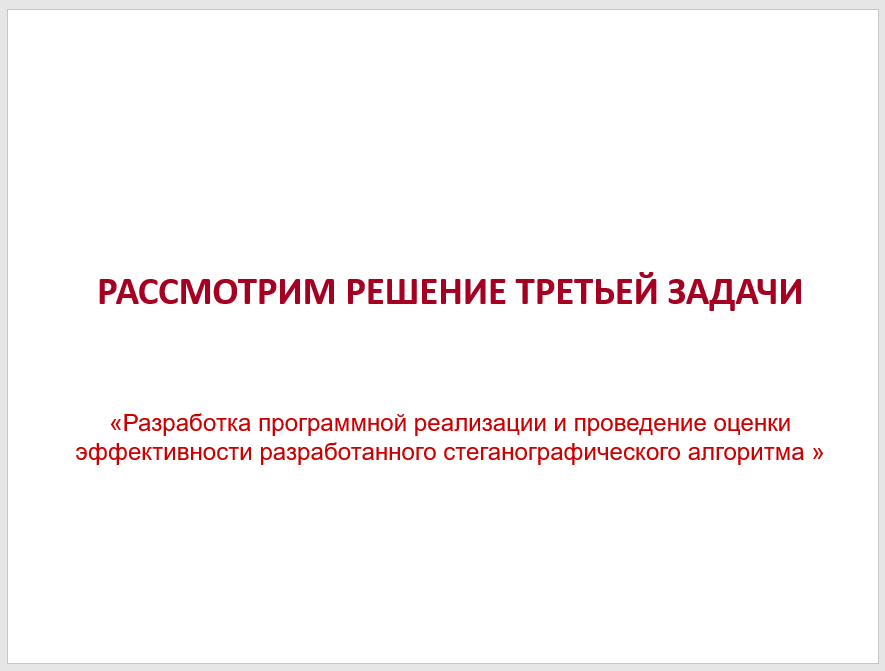 РАССМОТРИМ РЕШЕНИЕ ТРЕТЬЕЙ ЗАДАЧИ
«Разработка программной реализации и проведение оценки
эффективности разработанного стеганографического алгоритма »